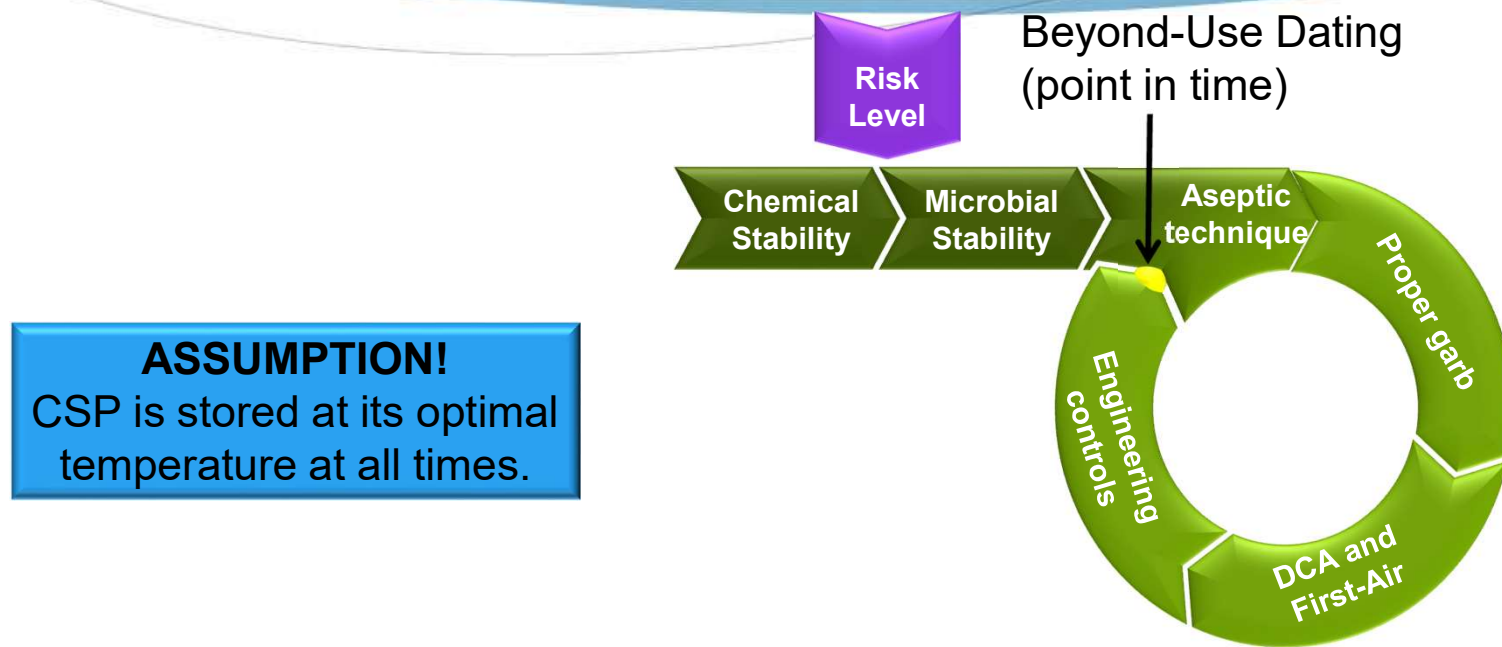 Risk
Level
Beyond-Use Dating
(point in time)
Chemical
Stability
Microbial
Stability
Aseptic
technique
Proper garb
DCA and
First-Air
Engineering
controls
ASSUMPTION!
CSP is stored at its optimal
temperature at all times.